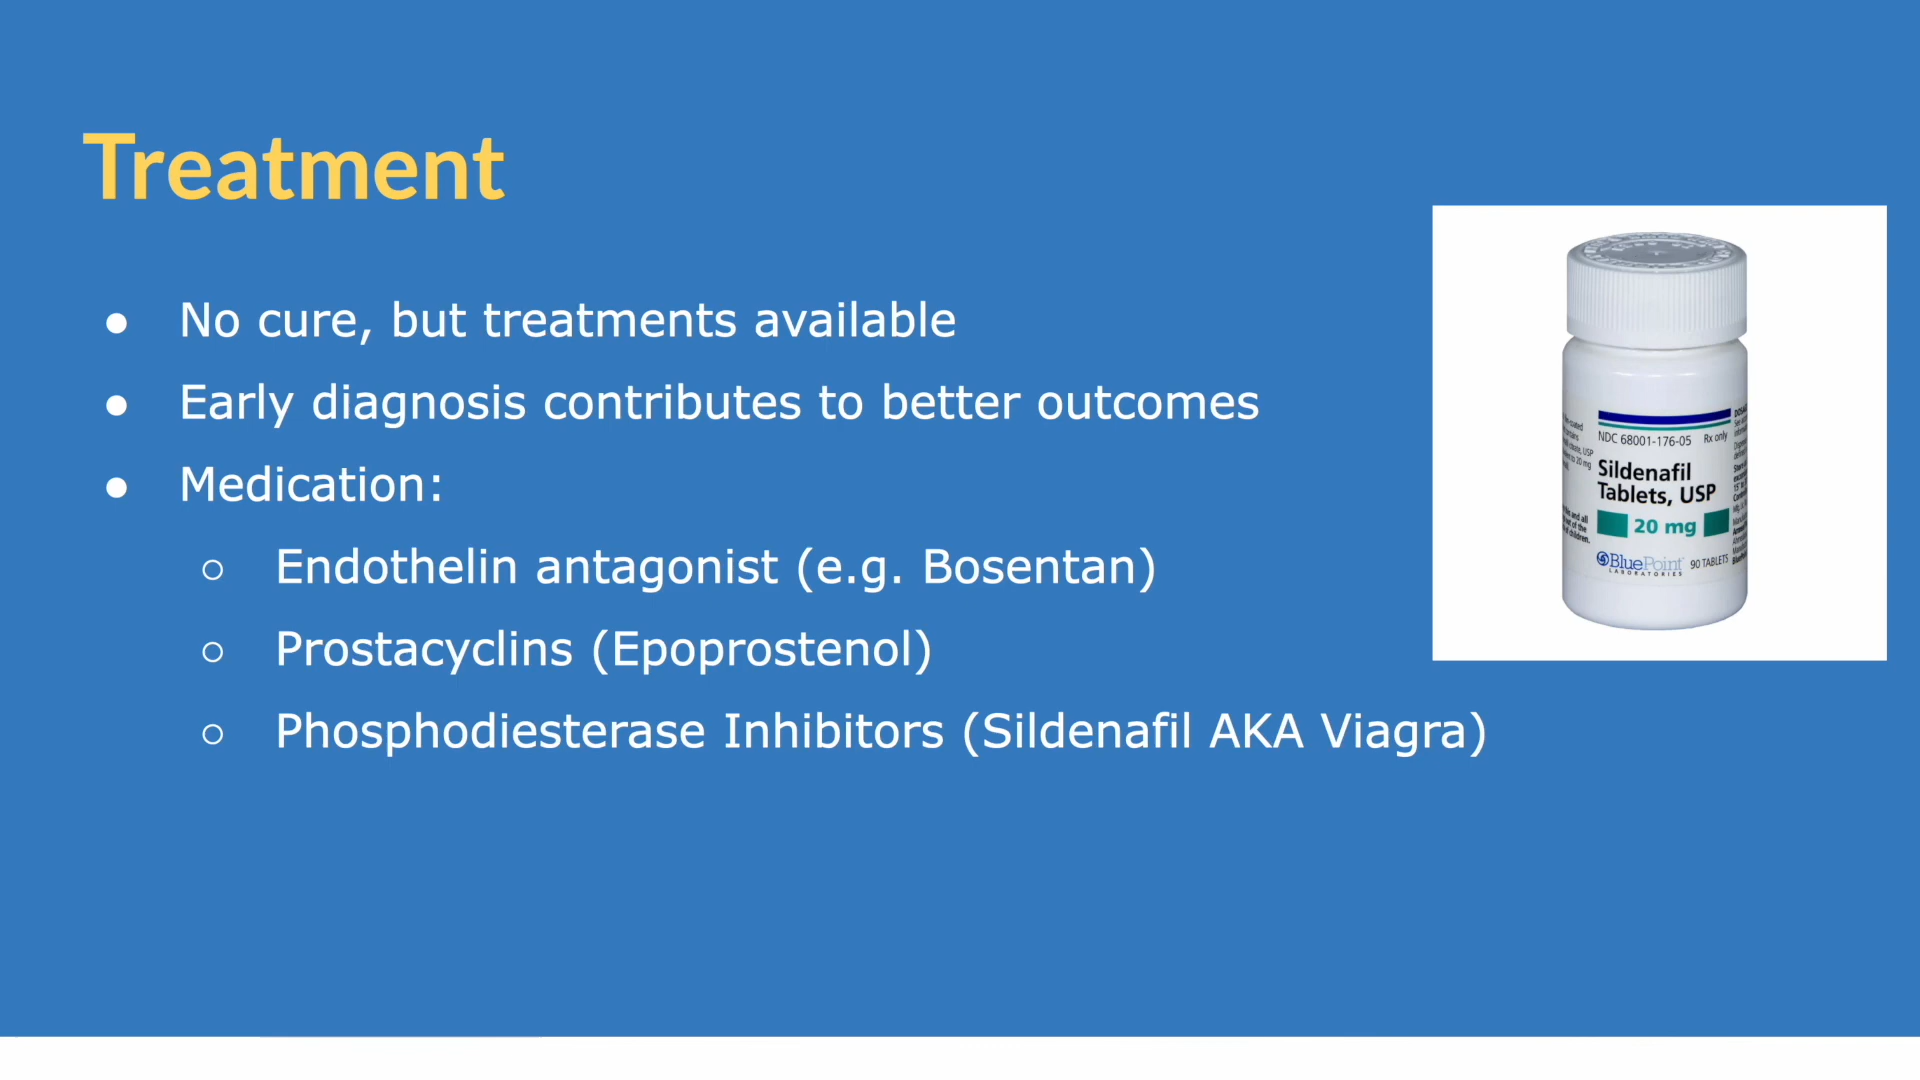 Treatment
● No cure, but treatments available
● Early diagnosis contributes to better outcomes
● Medication:
○ Endothelin antagonist (e.g. Bosentan)
○ Prostacyclins (Epoprostenol)
○ Phosphodiesterase Inhibitors (Sildenafil AKA Viagra)
NDC 68001-176-05 Rx only
Sildenafil
Tablets, USP
20 mg
BluePoint
LABORATORIES
90 TABLETS